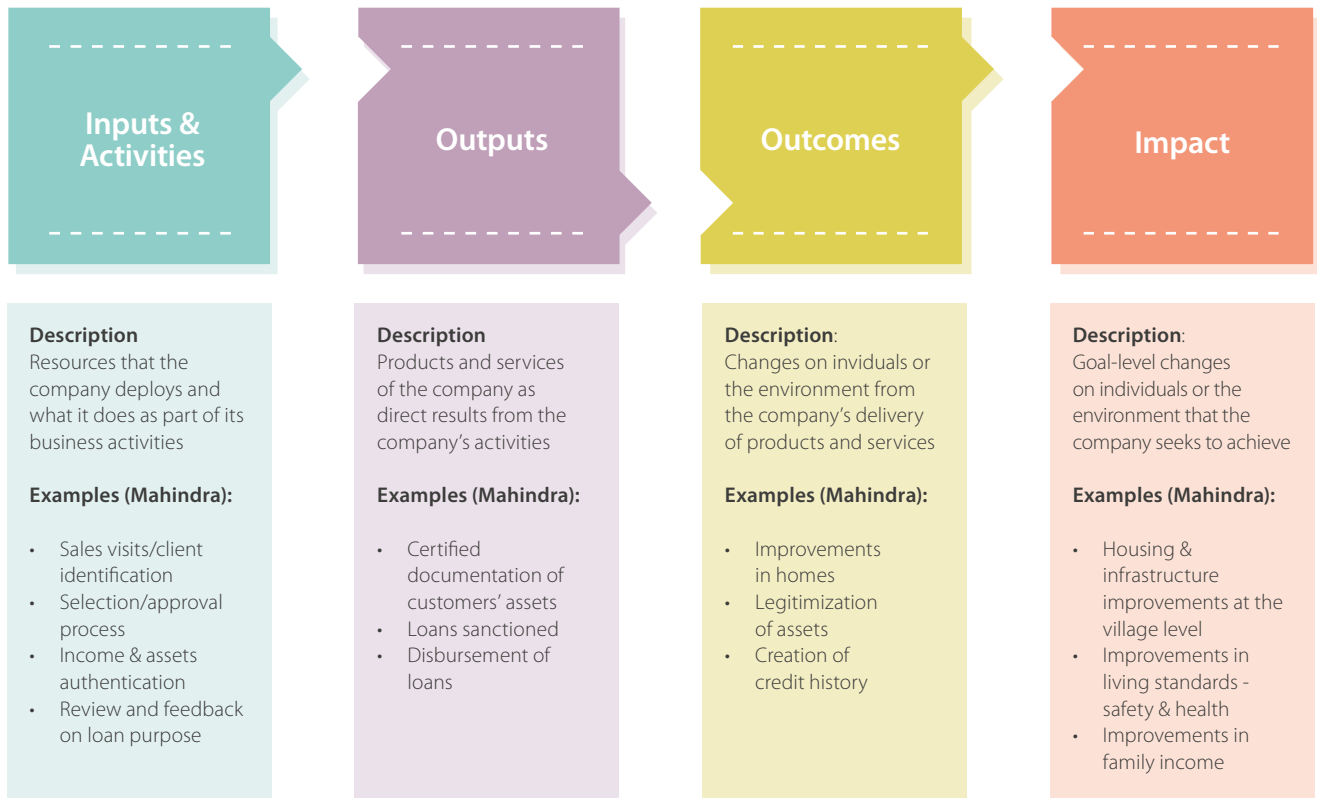 Inputs &
Activities
Outputs
Outcomes
Impact
Description
Resources that the
company deploys and
what it does as part of its
business activities
Examples (Mahindra):
• Sales visits/client
identification
• Selection/approval
process
• Income & assets
authentication
• Review and feedback
on loan purpose
Description
Products and services
of the company as
direct results from the
company’s activities
Examples (Mahindra):
• Certified
documentation of
customers’ assets
• Loans sanctioned
• Disbursement of
loans
Description:
Changes on inviduals or
the environment from
the company’s delivery
of products and services
Examples (Mahindra):
• Improvements
in homes
• Legitimization
of assets
• Creation of
credit history
Description:
Goal-level changes
on individuals or the
environment that the
company seeks to achieve
Examples (Mahindra):
• Housing &
infrastructure
improvements at the
village level
• Improvements in
living standards -
safety & health
• Improvements in
family income